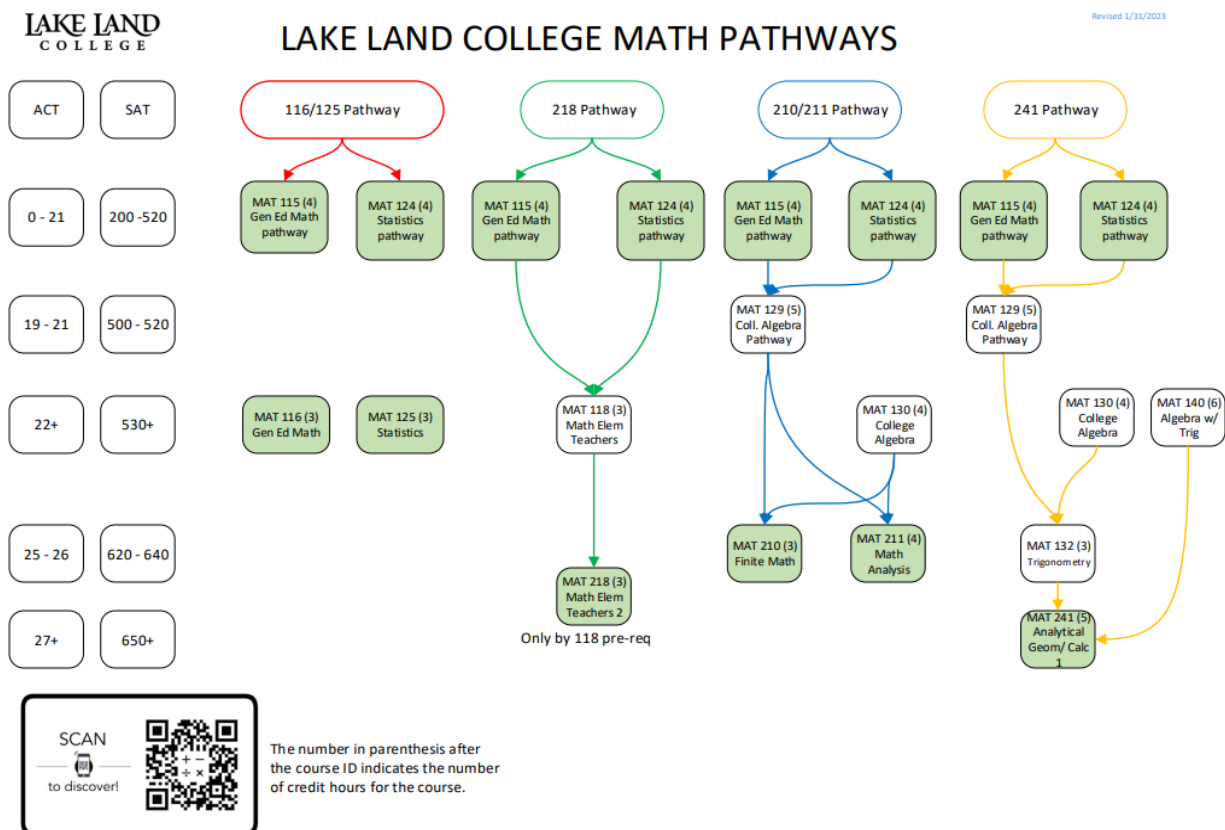 LAKE LAND
COLLEGE
LAKE LAND COLLEGE MATH PATHWAYS
Revised 1/31/2023
ACT
SAT
116/125 Pathway
218 Pathway
210/211 Pathway
241 Pathway
0 - 21
200 -520
MAT 115 (4)
Gen Ed Math
pathway
MAT 124 (4)
Statistics
pathway
MAT 115 (4)
Gen Ed Math
pathway
MAT 124 (4)
Statistics
pathway
MAT 115 (4)
Gen Ed Math
pathway
MAT 124 (4)
Statistics
pathway
MAT 115 (4)
Gen Ed Math
pathway
MAT 124 (4)
Statistics
pathway
19 - 21
500 - 520
MAT 129 (5)
Coll. Algebra
Pathway
MAT 129 (5)
Coll. Algebra
Pathway
22+
530+
MAT 116 (3)
Gen Ed Math
MAT 125 (3)
Statistics
MAT 118 (3)
Math Elem
Teachers
MAT 130 (4)
College
Algebra
MAT 130 (4)
College
Algebra
MAT 140 (6)
Algebra w/
Trig
25 - 26
620 - 640
MAT 210 (3)
Finite Math
MAT 211 (4)
Math
Analysis
MAT 132 (3)
Trigonometry
MAT 218 (3)
Math Elem
Teachers 2
Only by 118 pre-req
27+
650+
MAT 241 (5)
Analytical
Geom/ Calc
1
SCAN
to discover!
The number in parenthesis after
the course ID indicates the number
of credit hours for the course.